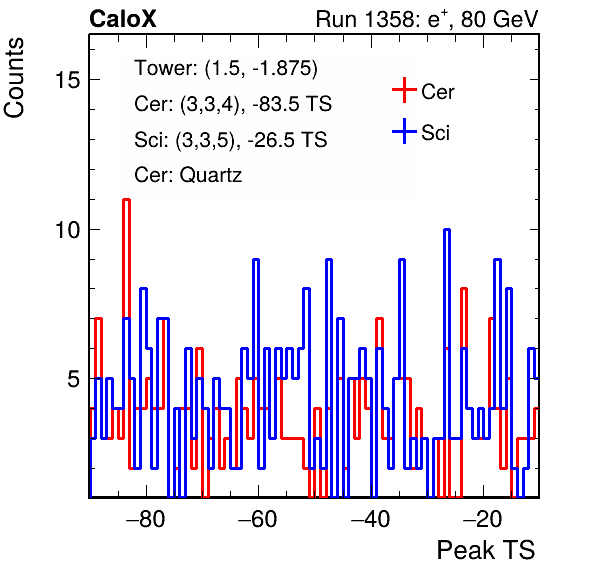 CaloX Run 1358: e+, 80 GeV
Counts
Tower: (1.5, -1.875)
Cer: (3,3,4), -83.5 TS
Sci: (3,3,5), -26.5 TS
Cer: Quartz
Cer
Sci
15
10
5
−80 −60 −40 −20
Peak TS